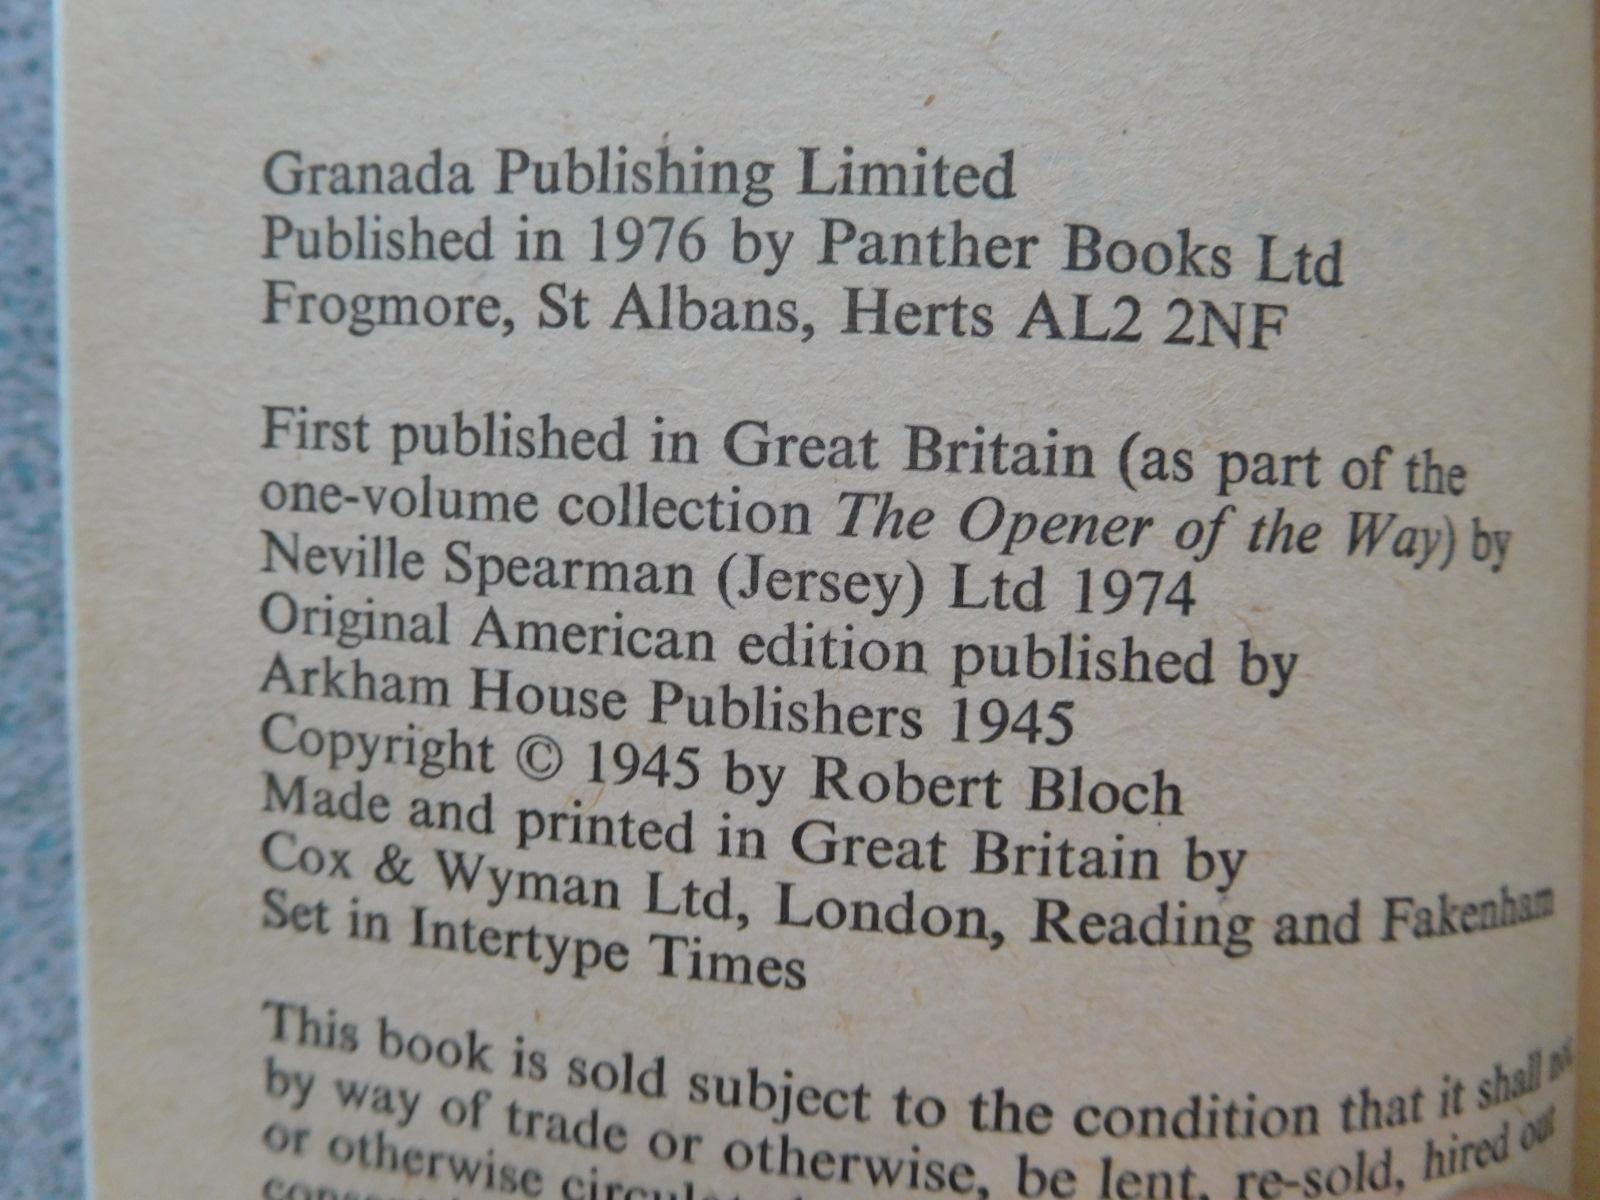 Granada Publishing Limited
Published in 1976 by Panther Books Ltd
Frogmore, St Albans, Herts AL2 2NF
First published in Great Britain (as part of the
one-volume collection The Opener of the Way) by
Neville Spearman (Jersey) Ltd 1974
Original American edition published by
Arkham House Publishers 1945
Copyright © 1945 by Robert Bloch
Made and printed in Great Britain by
Cox & Wyman Ltd, London, Reading and Fakenham
Set in Intertype Times
This book is sold subject to the condition that it shall not
by way of trade or otherwise, be lent, re-sold, hired out
or otherwise